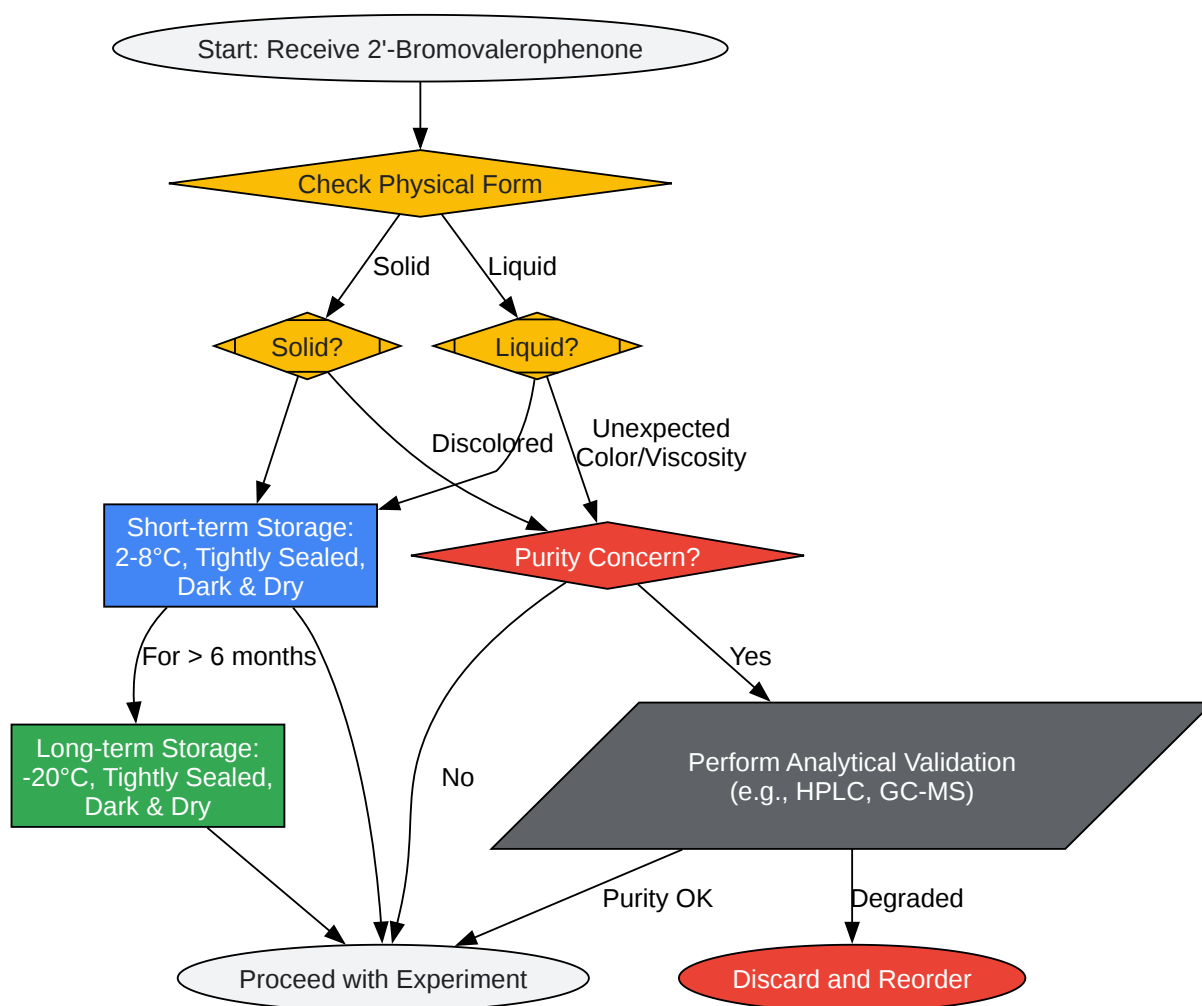 Start: Receive 2'-Bromovalerophenone
Check Physical Form
Solid
Liquid
Solid?
Liquid?
Discolored
Unexpected
Color/Viscosity
Short-term Storage:
2-8°C, Tightly Sealed,
Dark & Dry
Purity Concern?
For > 6 months
Yes
Long-term Storage:
-20°C, Tightly Sealed,
Dark & Dry
No
Perform Analytical Validation
(e.g., HPLC, GC-MS)
Purity OK
Degraded
Proceed with Experiment
Discard and Reorder